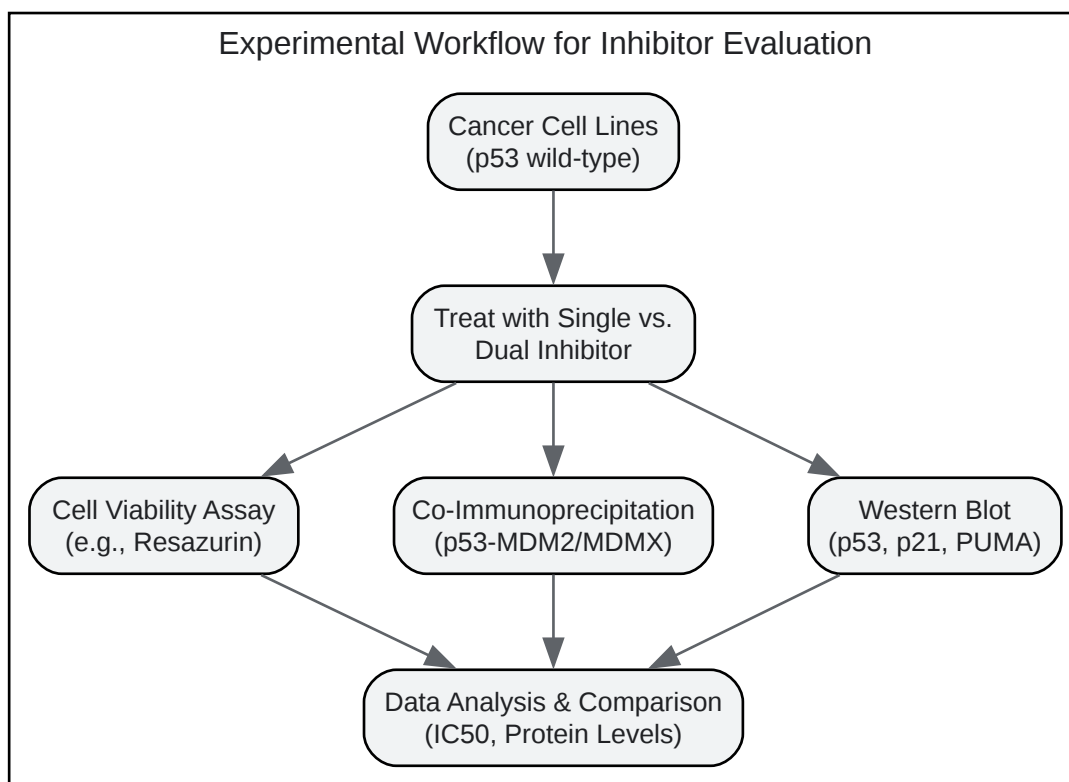 Experimental Workflow for Inhibitor Evaluation
Cancer Cell Lines
(p53 wild-type)
Treat with Single vs.
Dual Inhibitor
Cell Viability Assay
(e.g., Resazurin)
Co-Immunoprecipitation
(p53-MDM2/MDMX)
Western Blot
(p53, p21, PUMA)
Data Analysis & Comparison
(IC50, Protein Levels)